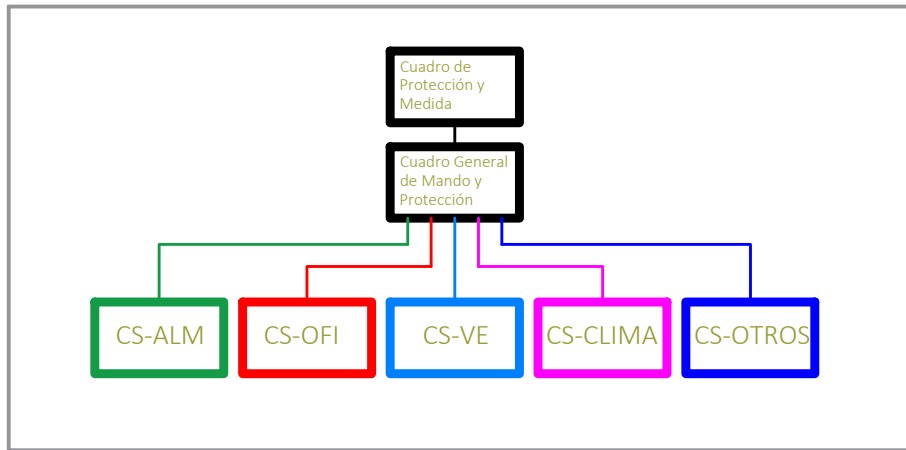 Cuadro de
Protección y
Medida
Cuadro General
de Mando y
Protección
CS-ALM
CS-OFI
CS-VE
CS-CLIMA
CS-OTROS